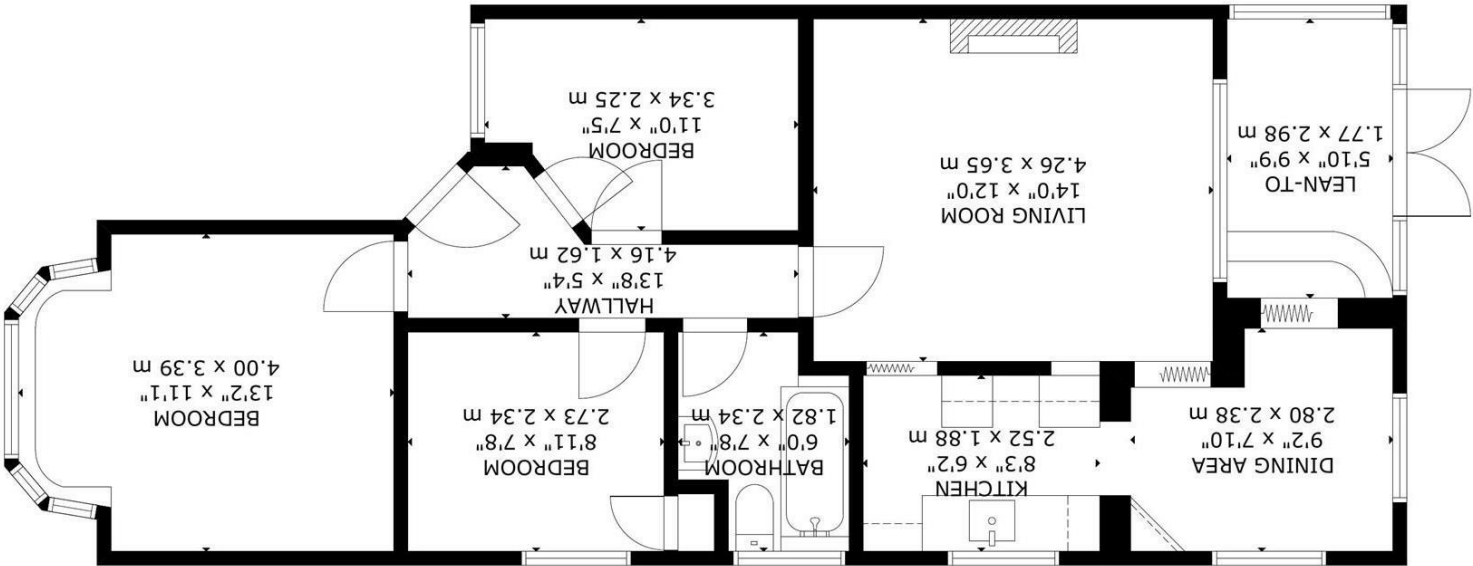 DINING AREA
9'2" x 7'10"
2.80 x 2.38 m
KITCHEN
8'3" x 6'2"
2.52 x 1.88 m
BATHROOM
6'0" x 7'8"
1.82 x 2.34 m
BEDROOM
8'11" x 7'8"
2.73 x 2.34 m
BEDROOM
13'2" x 11'1"
4.00 x 3.39 m
HALLWAY
13'8" x 5'4"
4.16 x 1.62 m
LEAN-TO
5'10" x 9'9"
1.77 x 2.98 m
LIVING ROOM
14'0" x 12'0"
4.26 x 3.65 m
BEDROOM
11'0" x 7'5"
3.34 x 2.25 m